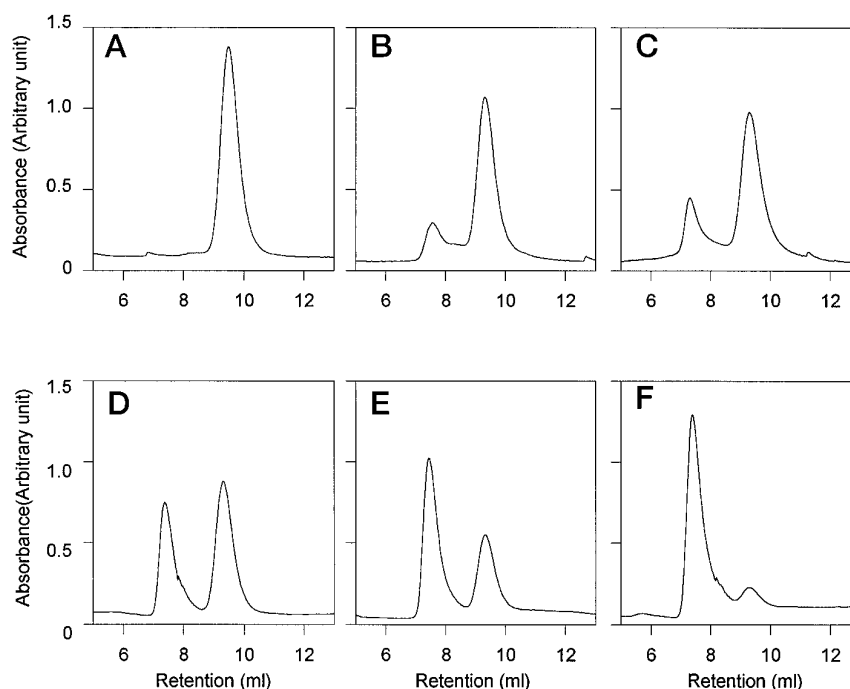 A
B
C
1.5
1.0
0.5
0
Absorbance (Arbitrary unit)
6 8 10 12
6 8 10 12
6 8 10 12
D
E
F
1.5
1.0
0.5
0
Absorbance(Arbitrary unit)
6 8 10 12
6 8 10 12
6 8 10 12
Retention (ml)
Retention (ml)
Retention (ml)